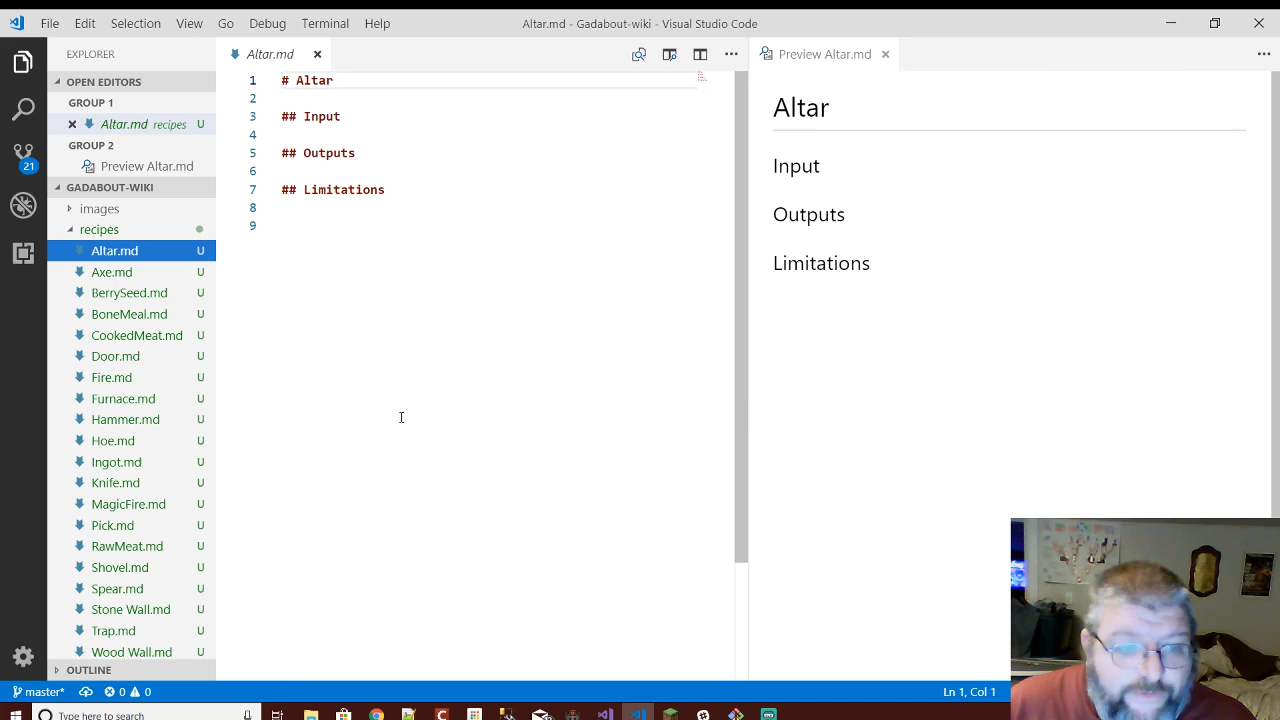 File Edit Selection View Go Debug Terminal Help
Altar.md - Gadabout-wiki - Visual Studio Code
EXPLORER
OPEN EDITORS
GROUP 1
Altar.md recipes U
GROUP 2
Preview Altar.md
GADABOUT-WIKI
images
recipes
Altar.md U
Axe.md U
BerrySeed.md U
BoneMeal.md U
CookedMeat.md U
Door.md U
Fire.md U
Furnace.md U
Hammer.md U
Hoe.md U
Ingot.md U
Knife.md U
MagicFire.md U
Pick.md U
RawMeat.md U
Shovel.md U
Spear.md U
Stone Wall.md U
Trap.md U
Wood Wall.md U
OUTLINE
21
Altar.md
1 # Altar
2
3 ## Input
4
5 ## Outputs
6
7 ## Limitations
8
9
Preview Altar.md
Altar
Input
Outputs
Limitations
master* 0 0
Ln 1, Col 1
Type here to search